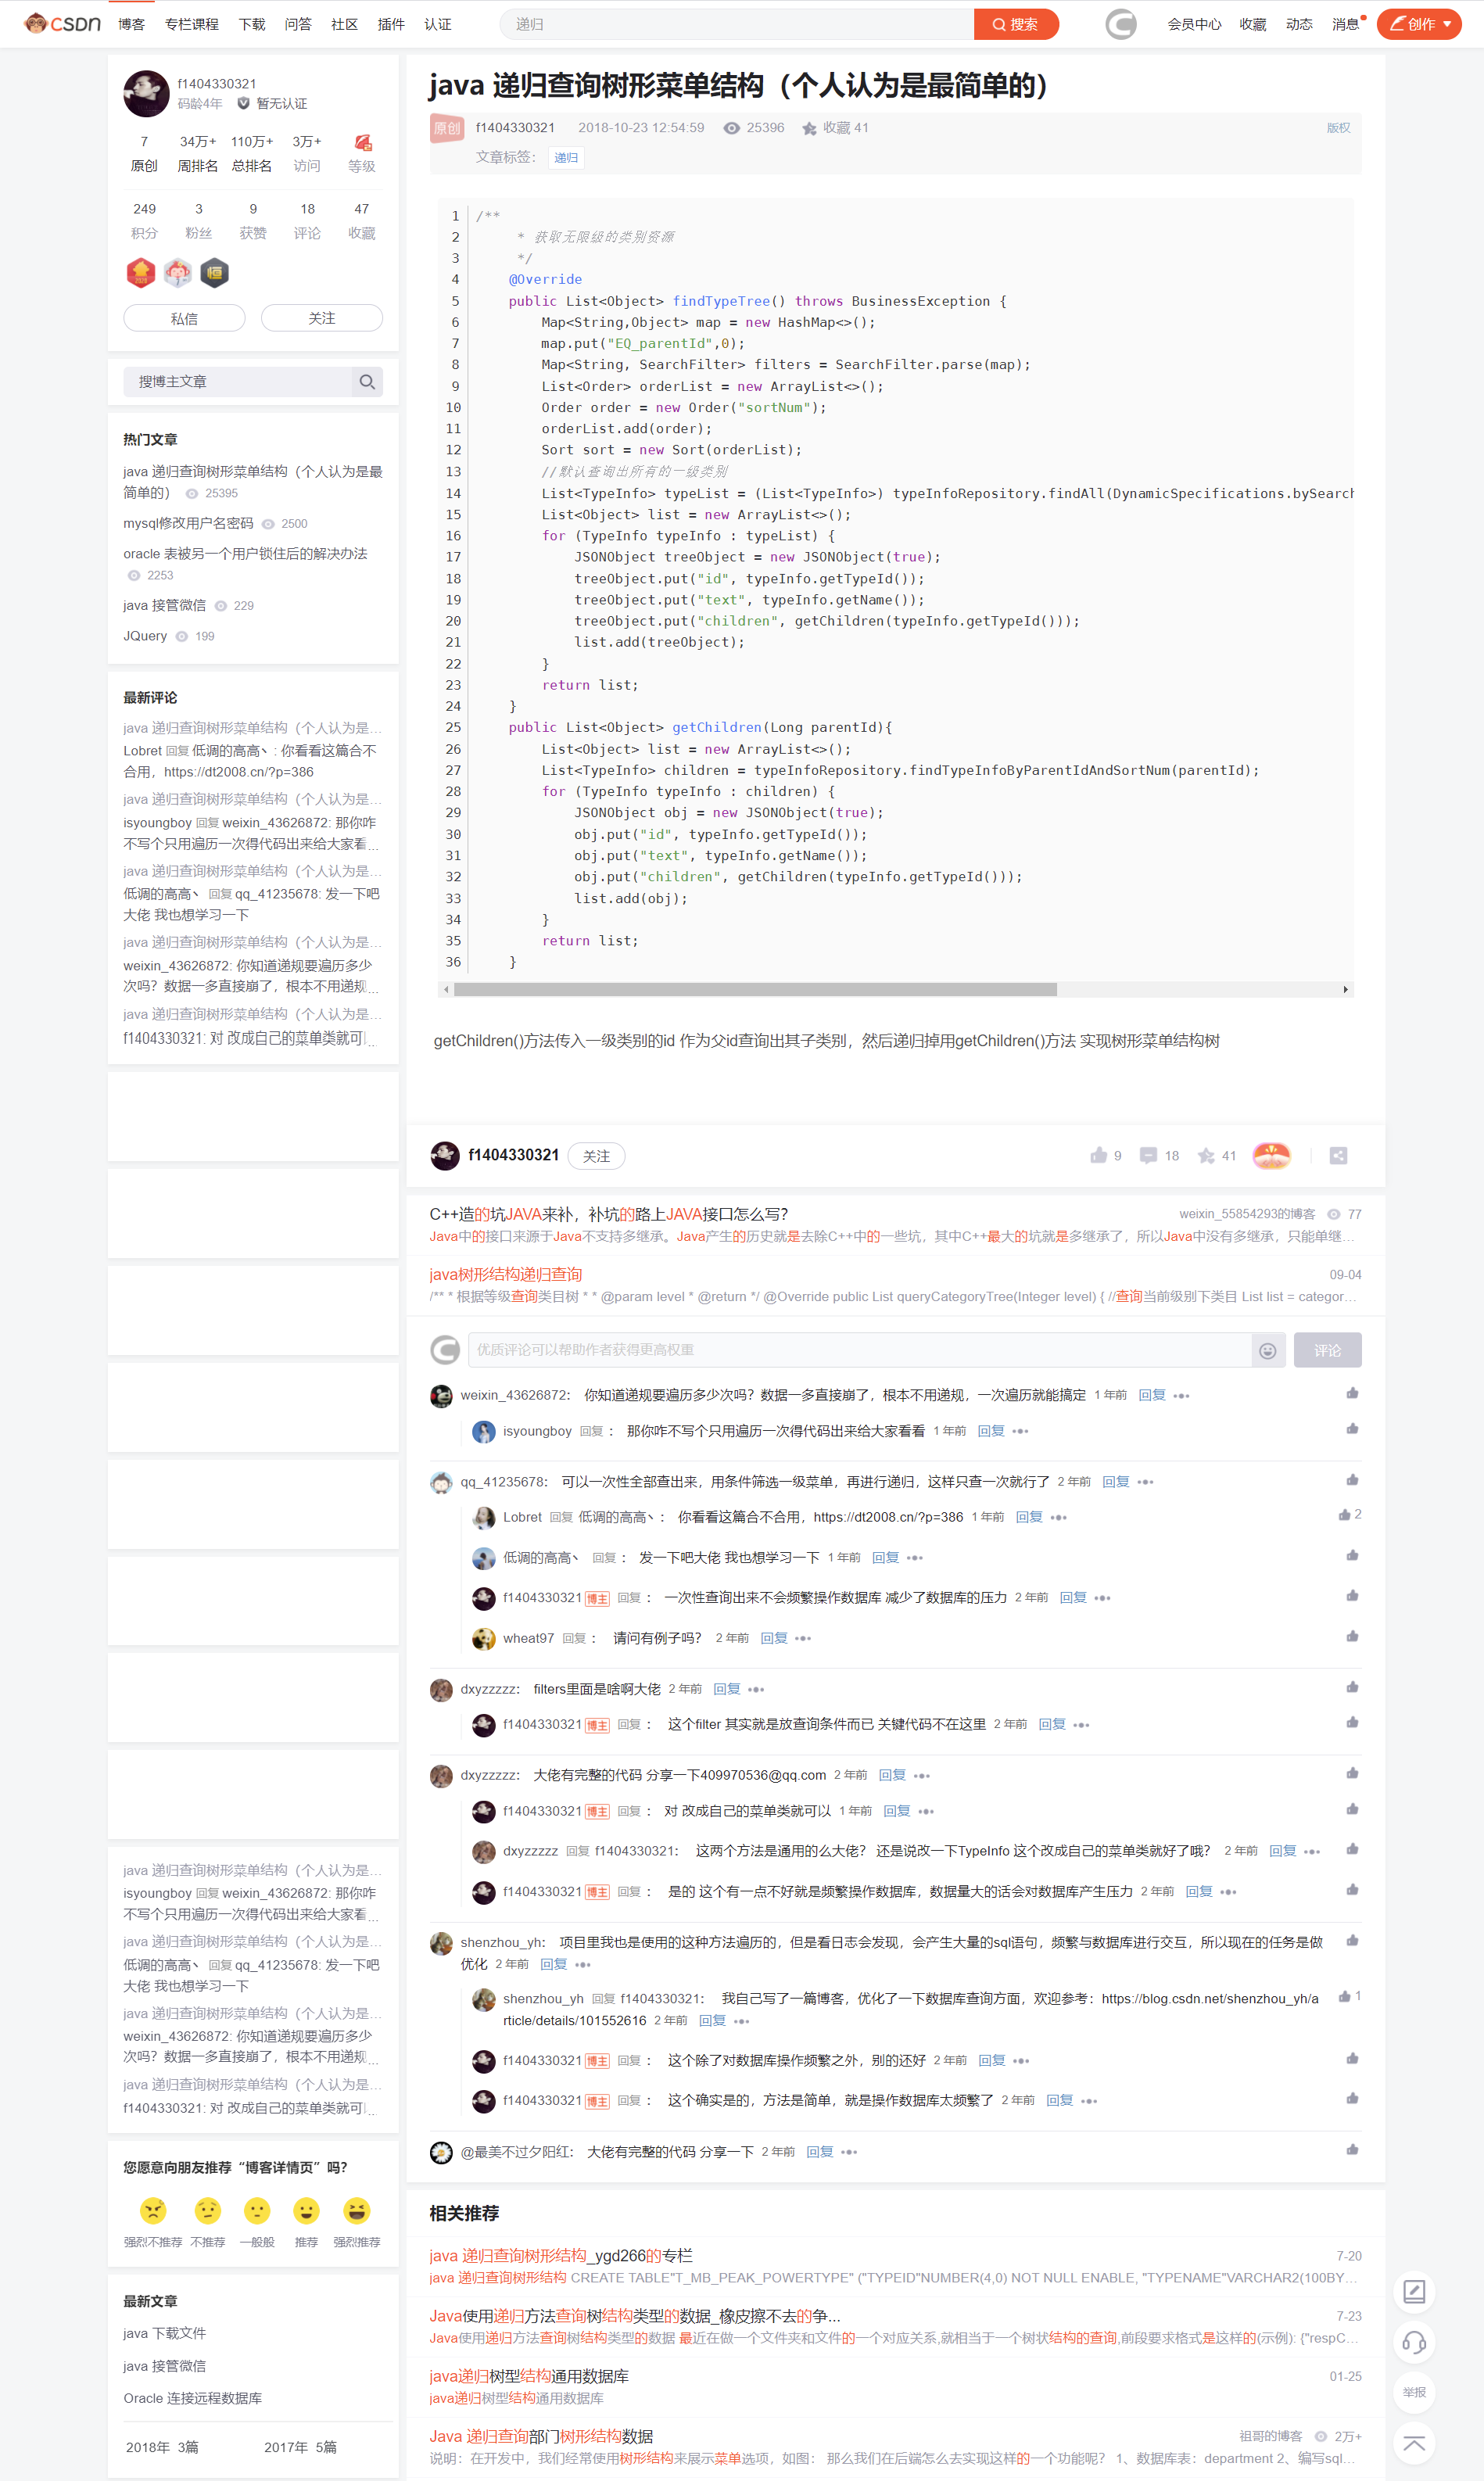 CSDN 博客 专栏课程 下载 问答 社区 插件 认证 递归 搜索 会员中心 收藏 动态 消息 创作
f1404330321
码龄4年 暂无认证
7 34万+ 110万+ 3万+
原创 周排名 总排名 访问 等级
249 3 9 18 47
积分 粉丝 获赞 评论 收藏
恒
私信 关注
搜博主文章
热门文章
java 递归查询树形菜单结构（个人认为是最
简单的） 25395
mysql修改用户名密码 2500
oracle 表被另一个用户锁住后的解决办法
2253
java 接管微信 229
JQuery 199
最新评论
java 递归查询树形菜单结构（个人认为是...
Lobret 回复 低调的高高丶: 你看看这篇合不
合用，https://dt2008.cn/?p=386
java 递归查询树形菜单结构（个人认为是...
isyoungboy 回复 weixin_43626872: 那你咋
不写个只用遍历一次得代码出来给大家看...
java 递归查询树形菜单结构（个人认为是...
低调的高高丶 回复 qq_41235678: 发一下吧
大佬 我也想学习一下
java 递归查询树形菜单结构（个人认为是...
weixin_43626872: 你知道递规要遍历多少
次吗？数据一多直接崩了，根本不用递规...
java 递归查询树形菜单结构（个人认为是...
f1404330321: 对 改成自己的菜单类就可...
java 递归查询树形菜单结构（个人认为是...
isyoungboy 回复 weixin_43626872: 那你咋
不写个只用遍历一次得代码出来给大家看...
java 递归查询树形菜单结构（个人认为是...
低调的高高丶 回复 qq_41235678: 发一下吧
大佬 我也想学习一下
java 递归查询树形菜单结构（个人认为是...
weixin_43626872: 你知道递规要遍历多少
次吗？数据一多直接崩了，根本不用递规...
java 递归查询树形菜单结构（个人认为是...
f1404330321: 对 改成自己的菜单类就可...
您愿意向朋友推荐“博客详情页”吗？
强烈不推荐 不推荐 一般般 推荐 强烈推荐
最新文章
java 下载文件
java 接管微信
Oracle 连接远程数据库
2018年 3篇 2017年 5篇
java 递归查询树形菜单结构（个人认为是最简单的）
原创 f1404330321 2018-10-23 12:54:59 25396 收藏 41 版权
文章标签： 递归
1 /**
2 * 获取无限级的类别资源
3 */
4 @Override
5 public List<Object> findTypeTree() throws BusinessException {
6 Map<String,Object> map = new HashMap<>();
7 map.put("EQ_parentId",0);
8 Map<String, SearchFilter> filters = SearchFilter.parse(map);
9 List<Order> orderList = new ArrayList<>();
10 Order order = new Order("sortNum");
11 orderList.add(order);
12 Sort sort = new Sort(orderList);
13 //默认查询出所有的一级类别
14 List<TypeInfo> typeList = (List<TypeInfo>) typeInfoRepository.findAll(DynamicSpecifications.bySearch
15 List<Object> list = new ArrayList<>();
16 for (TypeInfo typeInfo : typeList) {
17 JSONObject treeObject = new JSONObject(true);
18 treeObject.put("id", typeInfo.getTypeId());
19 treeObject.put("text", typeInfo.getName());
20 treeObject.put("children", getChildren(typeInfo.getTypeId()));
21 list.add(treeObject);
22 }
23 return list;
24 }
25 public List<Object> getChildren(Long parentId){
26 List<Object> list = new ArrayList<>();
27 List<TypeInfo> children = typeInfoRepository.findTypeInfoByParentIdAndSortNum(parentId);
28 for (TypeInfo typeInfo : children) {
29 JSONObject obj = new JSONObject(true);
30 obj.put("id", typeInfo.getTypeId());
31 obj.put("text", typeInfo.getName());
32 obj.put("children", getChildren(typeInfo.getTypeId()));
33 list.add(obj);
34 }
35 return list;
36 }
getChildren()方法传入一级类别的id 作为父id查询出其子类别，然后递归掉用getChildren()方法 实现树形菜单结构树
f1404330321 关注 9 18 41
C++造的坑JAVA来补，补坑的路上JAVA接口怎么写? weixin_55854293的博客 77
Java中的接口来源于Java不支持多继承。Java产生的历史就是去除C++中的一些坑，其中C++最大的坑就是多继承了，所以Java中没有多继承，只能单继...
java树形结构递归查询 09-04
/** * 根据等级查询类目树 * * @param level * @return */ @Override public List queryCategoryTree(Integer level) { //查询当前级别下类目 List list = categor...
优质评论可以帮助作者获得更高权重 评论
weixin_43626872： 你知道递规要遍历多少次吗？数据一多直接崩了，根本不用递规，一次遍历就能搞定 1 年前 回复
isyoungboy 回复： 那你咋不写个只用遍历一次得代码出来给大家看看 1 年前 回复
qq_41235678： 可以一次性全部查出来，用条件筛选一级菜单，再进行递归，这样只查一次就行了 2 年前 回复
Lobret 回复 低调的高高丶： 你看看这篇合不合用，https://dt2008.cn/?p=386 1 年前 回复 2
低调的高高丶 回复： 发一下吧大佬 我也想学习一下 1 年前 回复
f1404330321 博主 回复： 一次性查询出来不会频繁操作数据库 减少了数据库的压力 2 年前 回复
wheat97 回复： 请问有例子吗？ 2 年前 回复
dxyzzzzz： filters里面是啥啊大佬 2 年前 回复
f1404330321 博主 回复： 这个filter 其实就是放查询条件而已 关键代码不在这里 2 年前 回复
dxyzzzzz： 大佬有完整的代码 分享一下409970536@qq.com 2 年前 回复
f1404330321 博主 回复： 对 改成自己的菜单类就可以 1 年前 回复
dxyzzzzz 回复 f1404330321： 这两个方法是通用的么大佬？ 还是说改一下TypeInfo 这个改成自己的菜单类就好了哦？ 2 年前 回复
f1404330321 博主 回复： 是的 这个有一点不好就是频繁操作数据库，数据量大的话会对数据库产生压力 2 年前 回复
shenzhou_yh： 项目里我也是使用的这种方法遍历的，但是看日志会发现，会产生大量的sql语句，频繁与数据库进行交互，所以现在的任务是做
优化 2 年前 回复
shenzhou_yh 回复 f1404330321： 我自己写了一篇博客，优化了一下数据库查询方面，欢迎参考：https://blog.csdn.net/shenzhou_yh/a 1
rticle/details/101552616 2 年前 回复
f1404330321 博主 回复： 这个除了对数据库操作频繁之外，别的还好 2 年前 回复
f1404330321 博主 回复： 这个确实是的，方法是简单，就是操作数据库太频繁了 2 年前 回复
@最美不过夕阳红： 大佬有完整的代码 分享一下 2 年前 回复
相关推荐
java 递归查询树形结构_ygd266的专栏 7-20
java 递归查询树形结构 CREATE TABLE"T_MB_PEAK_POWERTYPE" ("TYPEID"NUMBER(4,0) NOT NULL ENABLE, "TYPENAME"VARCHAR2(100BY...
Java使用递归方法查询树结构类型的数据_橡皮擦不去的争... 7-23
Java使用递归方法查询树结构类型的数据 最近在做一个文件夹和文件的一个对应关系,就相当于一个树状结构的查询,前段要求格式是这样的(示例): {"respC...
java递归树型结构通用数据库 01-25
java递归树型结构通用数据库
Java 递归查询部门树形结构数据 祖哥的博客 2万+
说明：在开发中，我们经常使用树形结构来展示菜单选项，如图： 那么我们在后端怎么去实现这样的一个功能呢？ 1、数据库表：department 2、编写sql...
举报